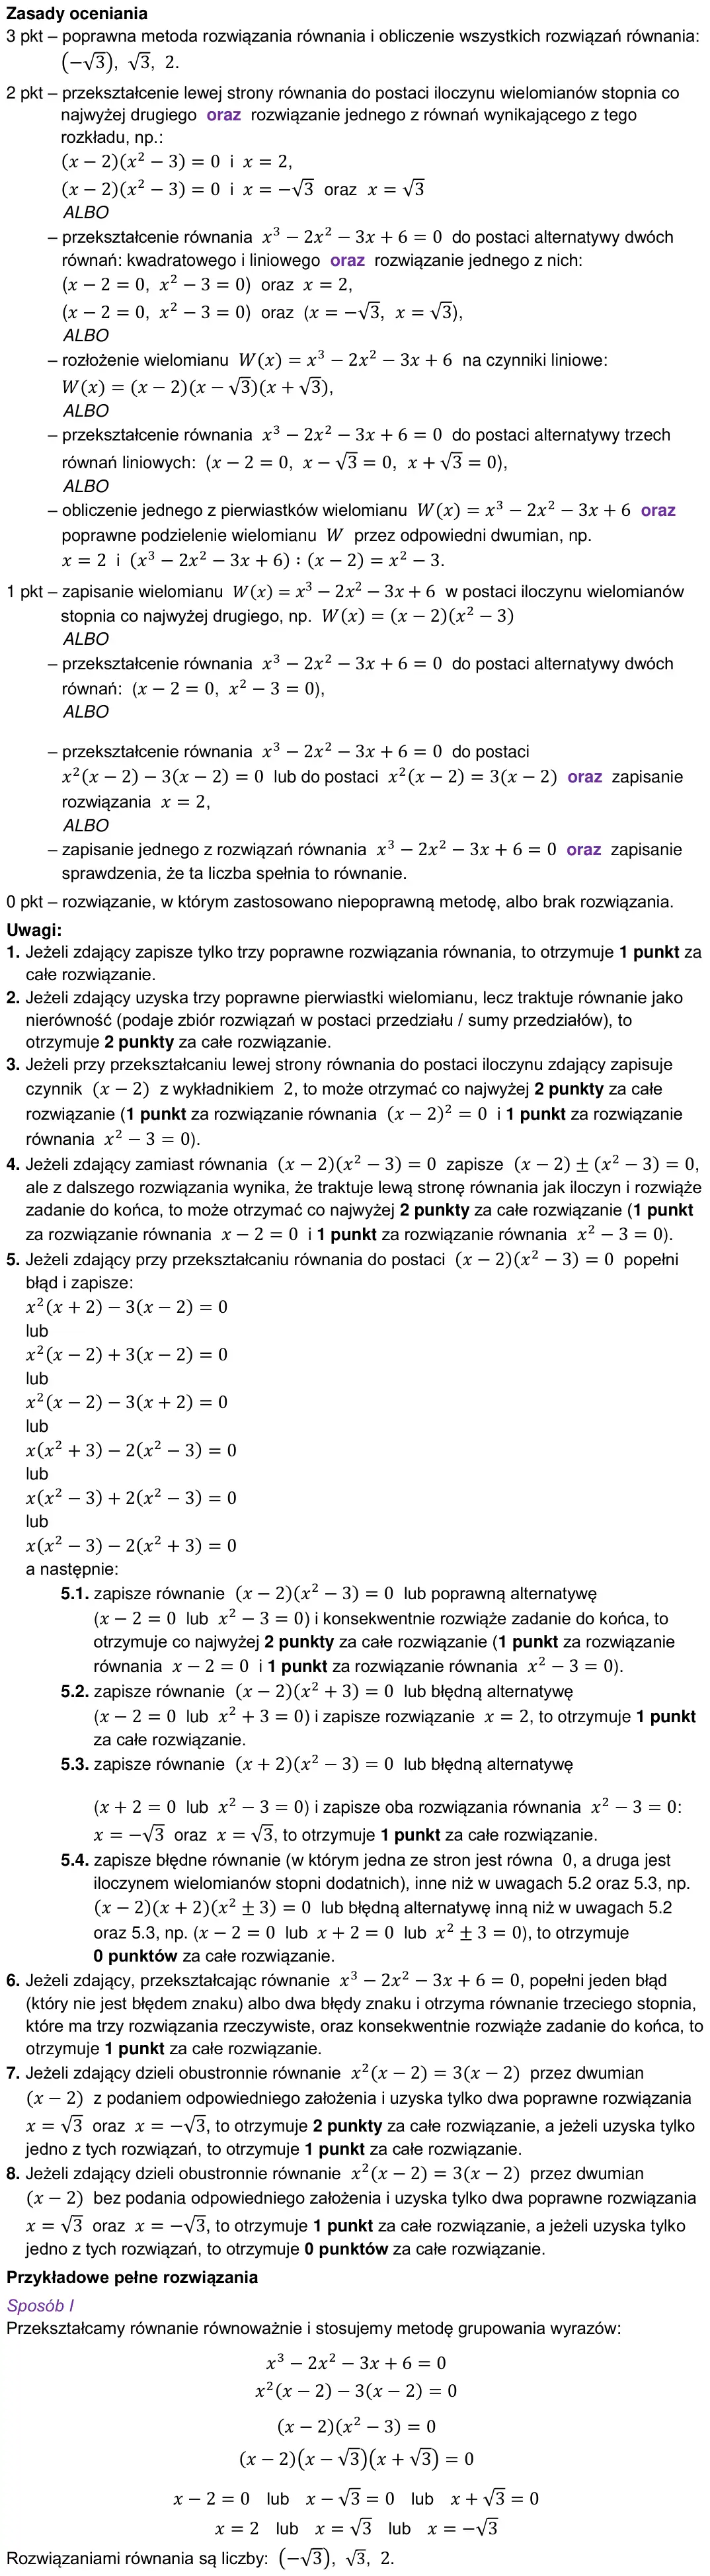 Zasady oceniania
3 pkt – poprawna metoda rozwiązania równania i obliczenie wszystkich rozwiązań równania:
(−√3), √3, 2.
2 pkt – przekształcenie lewej strony równania do postaci iloczynu wielomianów stopnia co
najwyżej drugiego oraz rozwiązanie jednego z równań wynikającego z tego
rozkładu, np.:
(x − 2)(x² − 3) = 0 i x = 2,
(x − 2)(x² − 3) = 0 i x = −√3 oraz x = √3
ALBO
– przekształcenie równania x³ − 2x² − 3x + 6 = 0 do postaci alternatywy dwóch
równań: kwadratowego i liniowego oraz rozwiązanie jednego z nich:
(x − 2 = 0, x² − 3 = 0) oraz x = 2,
(x − 2 = 0, x² − 3 = 0) oraz (x = −√3, x = √3),
ALBO
– rozłożenie wielomianu W(x) = x³ − 2x² − 3x + 6 na czynniki liniowe:
W(x) = (x − 2)(x − √3)(x + √3),
ALBO
– przekształcenie równania x³ − 2x² − 3x + 6 = 0 do postaci alternatywy trzech
równań liniowych: (x − 2 = 0, x − √3 = 0, x + √3 = 0),
ALBO
– obliczenie jednego z pierwiastków wielomianu W(x) = x³ − 2x² − 3x + 6 oraz
poprawne podzielenie wielomianu W przez odpowiedni dwumian, np.
x = 2 i (x³ − 2x² − 3x + 6) : (x − 2) = x² − 3.
1 pkt – zapisanie wielomianu W(x) = x³ − 2x² − 3x + 6 w postaci iloczynu wielomianów
stopnia co najwyżej drugiego, np. W(x) = (x − 2)(x² − 3)
ALBO
– przekształcenie równania x³ − 2x² − 3x + 6 = 0 do postaci alternatywy dwóch
równań: (x − 2 = 0, x² − 3 = 0),
ALBO
– przekształcenie równania x³ − 2x² − 3x + 6 = 0 do postaci
x²(x − 2) − 3(x − 2) = 0 lub do postaci x²(x − 2) = 3(x − 2) oraz zapisanie
rozwiązania x = 2,
ALBO
– zapisanie jednego z rozwiązań równania x³ − 2x² − 3x + 6 = 0 oraz zapisanie
sprawdzenia, że ta liczba spełnia to równanie.
0 pkt – rozwiązanie, w którym zastosowano niepoprawną metodę, albo brak rozwiązania.
Uwagi:
1. Jeżeli zdający zapisze tylko trzy poprawne rozwiązania równania, to otrzymuje 1 punkt za
całe rozwiązanie.
2. Jeżeli zdający uzyska trzy poprawne pierwiastki wielomianu, lecz traktuje równanie jako
nierówność (podaje zbiór rozwiązań w postaci przedziału / sumy przedziałów), to
otrzymuje 2 punkty za całe rozwiązanie.
3. Jeżeli przy przekształcaniu lewej strony równania do postaci iloczynu zdający zapisuje
czynnik (x − 2) z wykładnikiem 2, to może otrzymać co najwyżej 2 punkty za całe
rozwiązanie (1 punkt za rozwiązanie równania (x − 2)² = 0 i 1 punkt za rozwiązanie
równania x² − 3 = 0).
4. Jeżeli zdający zamiast równania (x − 2)(x² − 3) = 0 zapisze (x − 2) ± (x² − 3) = 0,
ale z dalszego rozwiązania wynika, że traktuje lewą stronę równania jak iloczyn i rozwiąże
zadanie do końca, to może otrzymać co najwyżej 2 punkty za całe rozwiązanie (1 punkt
za rozwiązanie równania x − 2 = 0 i 1 punkt za rozwiązanie równania x² − 3 = 0).
5. Jeżeli zdający przy przekształcaniu równania do postaci (x − 2)(x² − 3) = 0 popełni
błąd i zapisze:
x²(x + 2) − 3(x − 2) = 0
lub
x²(x − 2) + 3(x − 2) = 0
lub
x²(x − 2) − 3(x + 2) = 0
lub
x(x² + 3) − 2(x² − 3) = 0
lub
x(x² − 3) + 2(x² − 3) = 0
lub
x(x² − 3) − 2(x² + 3) = 0
a następnie:
5.1. zapisze równanie (x − 2)(x² − 3) = 0 lub poprawną alternatywę
(x − 2 = 0 lub x² − 3 = 0) i konsekwentnie rozwiąże zadanie do końca, to
otrzymuje co najwyżej 2 punkty za całe rozwiązanie (1 punkt za rozwiązanie
równania x − 2 = 0 i 1 punkt za rozwiązanie równania x² − 3 = 0).
5.2. zapisze równanie (x − 2)(x² + 3) = 0 lub błędną alternatywę
(x − 2 = 0 lub x² + 3 = 0) i zapisze rozwiązanie x = 2, to otrzymuje 1 punkt
za całe rozwiązanie.
5.3. zapisze równanie (x + 2)(x² − 3) = 0 lub błędną alternatywę
(x + 2 = 0 lub x² − 3 = 0) i zapisze oba rozwiązania równania x² − 3 = 0:
x = −√3 oraz x = √3, to otrzymuje 1 punkt za całe rozwiązanie.
5.4. zapisze błędne równanie (w którym jedna ze stron jest równa 0, a druga jest
iloczynem wielomianów stopni dodatnich), inne niż w uwagach 5.2 oraz 5.3, np.
(x − 2)(x + 2)(x² ± 3) = 0 lub błędną alternatywę inną niż w uwagach 5.2
oraz 5.3, np. (x − 2 = 0 lub x + 2 = 0 lub x² ± 3 = 0), to otrzymuje
0 punktów za całe rozwiązanie.
6. Jeżeli zdający, przekształcając równanie x³ − 2x² − 3x + 6 = 0, popełni jeden błąd
(który nie jest błędem znaku) albo dwa błędy znaku i otrzyma równanie trzeciego stopnia,
które ma trzy rozwiązania rzeczywiste, oraz konsekwentnie rozwiąże zadanie do końca, to
otrzymuje 1 punkt za całe rozwiązanie.
7. Jeżeli zdający dzieli obustronnie równanie x²(x − 2) = 3(x − 2) przez dwumian
(x − 2) z podaniem odpowiedniego założenia i uzyska tylko dwa poprawne rozwiązania
x = √3 oraz x = −√3, to otrzymuje 2 punkty za całe rozwiązanie, a jeżeli uzyska tylko
jedno z tych rozwiązań, to otrzymuje 1 punkt za całe rozwiązanie.
8. Jeżeli zdający dzieli obustronnie równanie x²(x − 2) = 3(x − 2) przez dwumian
(x − 2) bez podania odpowiedniego założenia i uzyska tylko dwa poprawne rozwiązania
x = √3 oraz x = −√3, to otrzymuje 1 punkt za całe rozwiązanie, a jeżeli uzyska tylko
jedno z tych rozwiązań, to otrzymuje 0 punktów za całe rozwiązanie.
Przykładowe pełne rozwiązania
Sposób I
Przekształcamy równanie równoważnie i stosujemy metodę grupowania wyrazów:
x³ − 2x² − 3x + 6 = 0
x²(x − 2) − 3(x − 2) = 0
(x − 2)(x² − 3) = 0
(x − 2)(x − √3)(x + √3) = 0
x − 2 = 0 lub x − √3 = 0 lub x + √3 = 0
x = 2 lub x = √3 lub x = −√3
Rozwiązaniami równania są liczby: (−√3), √3, 2.